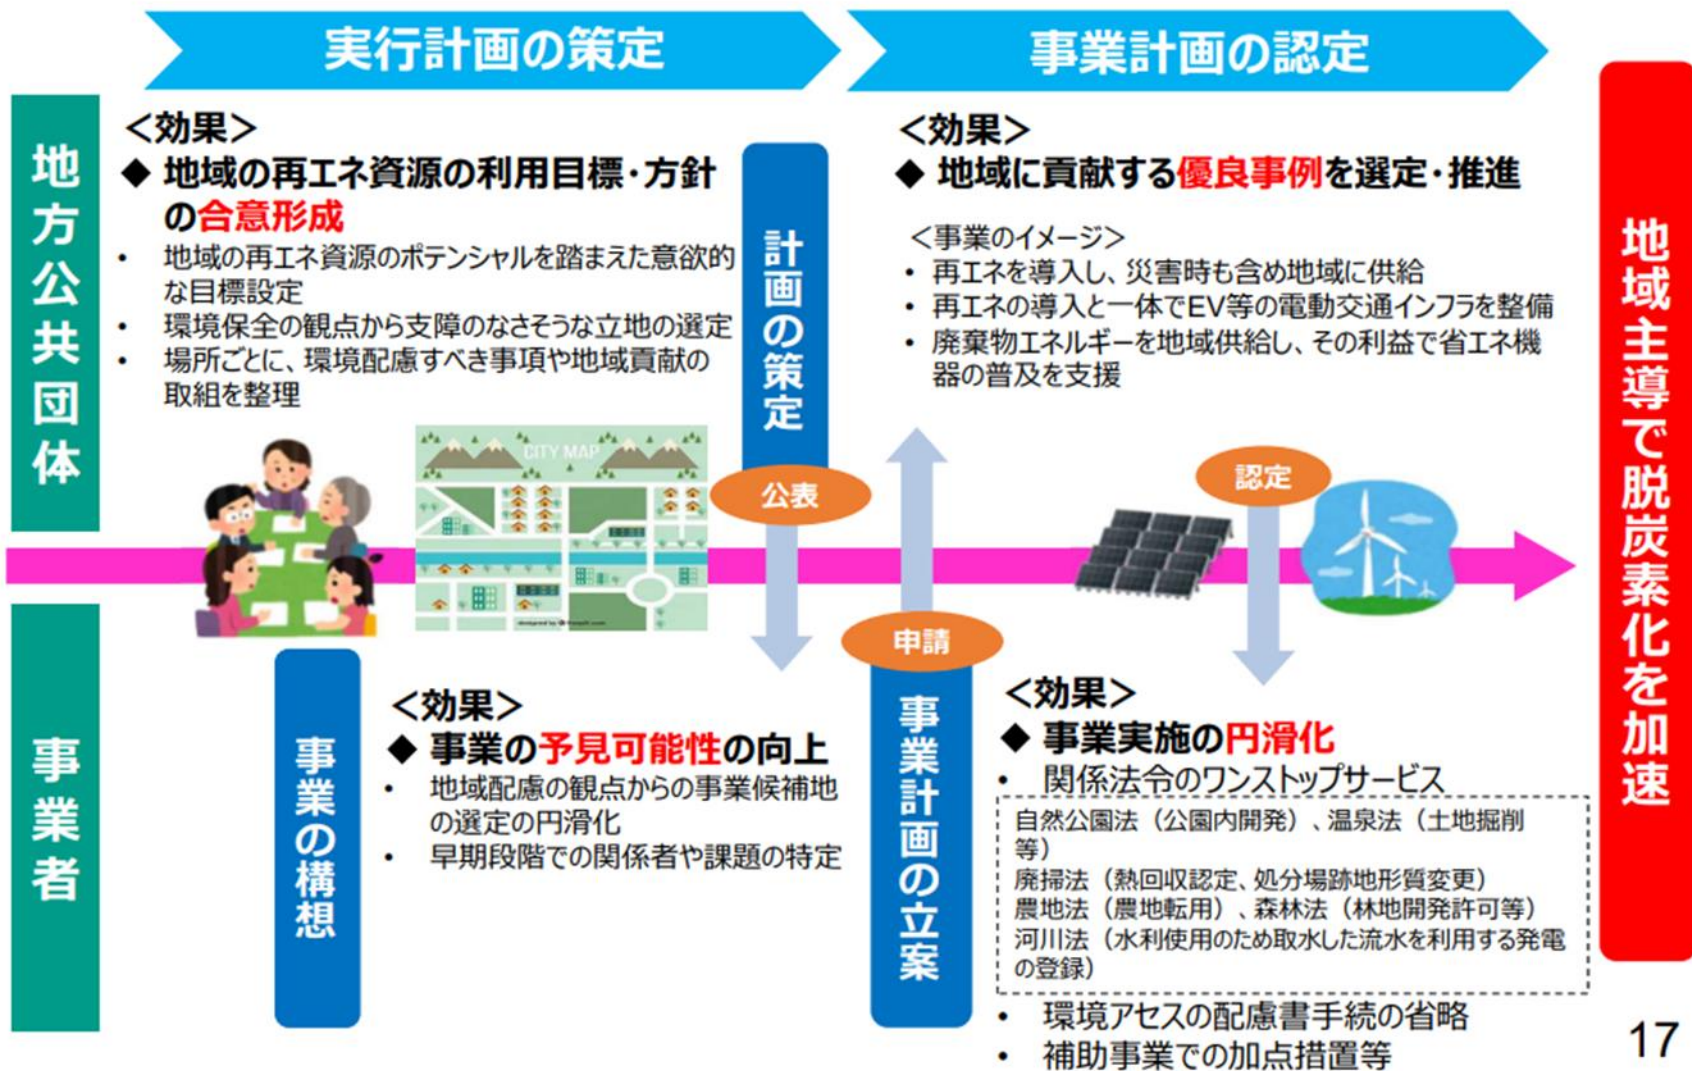 実行計画の策定
事業計画の認定
地方公共団体
＜効果＞
◆ 地域の再エネ資源の利用目標・方針
の合意形成
• 地域の再エネ資源のポテンシャルを踏まえた意欲的
な目標設定
• 環境保全の観点から支障のなさそうな立地の選定
• 場所ごとに、環境配慮すべき事項や地域貢献の
取組を整理
計画の策定
＜効果＞
◆ 地域に貢献する優良事例を選定・推進
＜事業のイメージ＞
• 再エネを導入し、災害時も含め地域に供給
• 再エネの導入と一体でEV等の電動交通インフラを整備
• 廃棄物エネルギーを地域供給し、その利益で省エネ機
器の普及を支援
地域主導で脱炭素化を加速
CITY MAP
公表
認定
申請
事業者
事業の構想
＜効果＞
◆ 事業の予見可能性の向上
• 地域配慮の観点からの事業候補地
の選定の円滑化
• 早期段階での関係者や課題の特定
事業計画の立案
＜効果＞
◆ 事業実施の円滑化
• 関係法令のワンストップサービス
自然公園法（公園内開発）、温泉法（土地掘削
等）
廃掃法（熱回収認定、処分場跡地形質変更）
農地法（農地転用）、森林法（林地開発許可等）
河川法（水利使用のため取水した流水を利用する発電
の登録）
• 環境アセスの配慮書手続の省略
• 補助事業での加点措置等
17